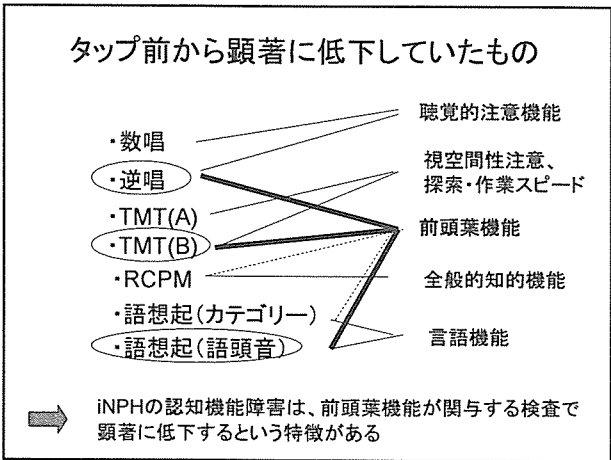 タップ前から顕著に低下していたもの
・数唱
・逆唱
・TMT(A)
・TMT(B)
・RCPM
・語想起(カテゴリー)
・語想起(語頭音)
聴覚的注意機能
視空間性注意、
探索・作業スピード
前頭葉機能
全般的知的機能
言語機能
iNPHの認知機能障害は、前頭葉機能が関与する検査で
顕著に低下するという特徴がある